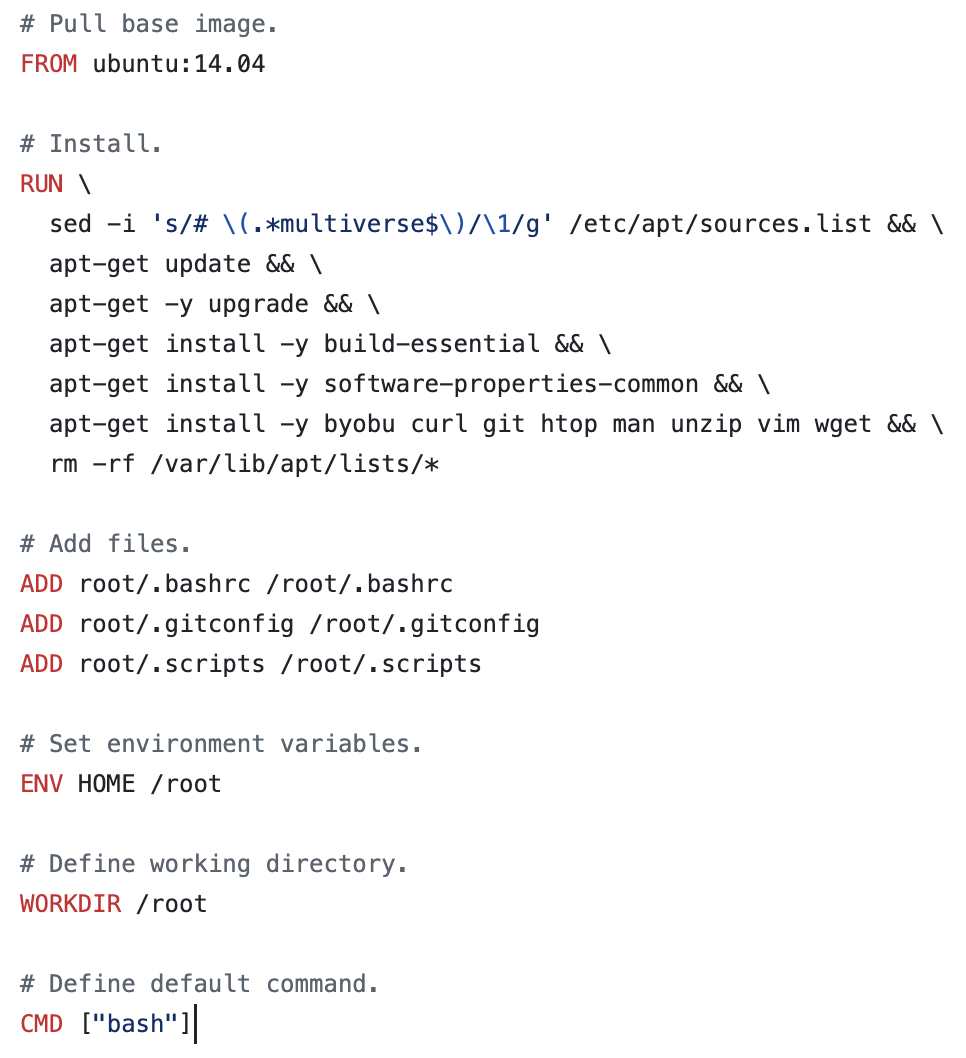 # Pull base image.
FROM ubuntu:14.04
# Install.
RUN \
sed -i 's/# \(.*multiverse$\)/\1/g' /etc/apt/sources.list && \
apt-get update && \
apt-get -y upgrade && \
apt-get install -y build-essential && \
apt-get install -y software-properties-common && \
apt-get install -y byobu curl git htop man unzip vim wget && \
rm -rf /var/lib/apt/lists/*
# Add files.
ADD root/.bashrc /root/.bashrc
ADD root/.gitconfig /root/.gitconfig
ADD root/.scripts /root/.scripts
# Set environment variables.
ENV HOME /root
# Define working directory.
WORKDIR /root
# Define default command.
CMD ["bash"]